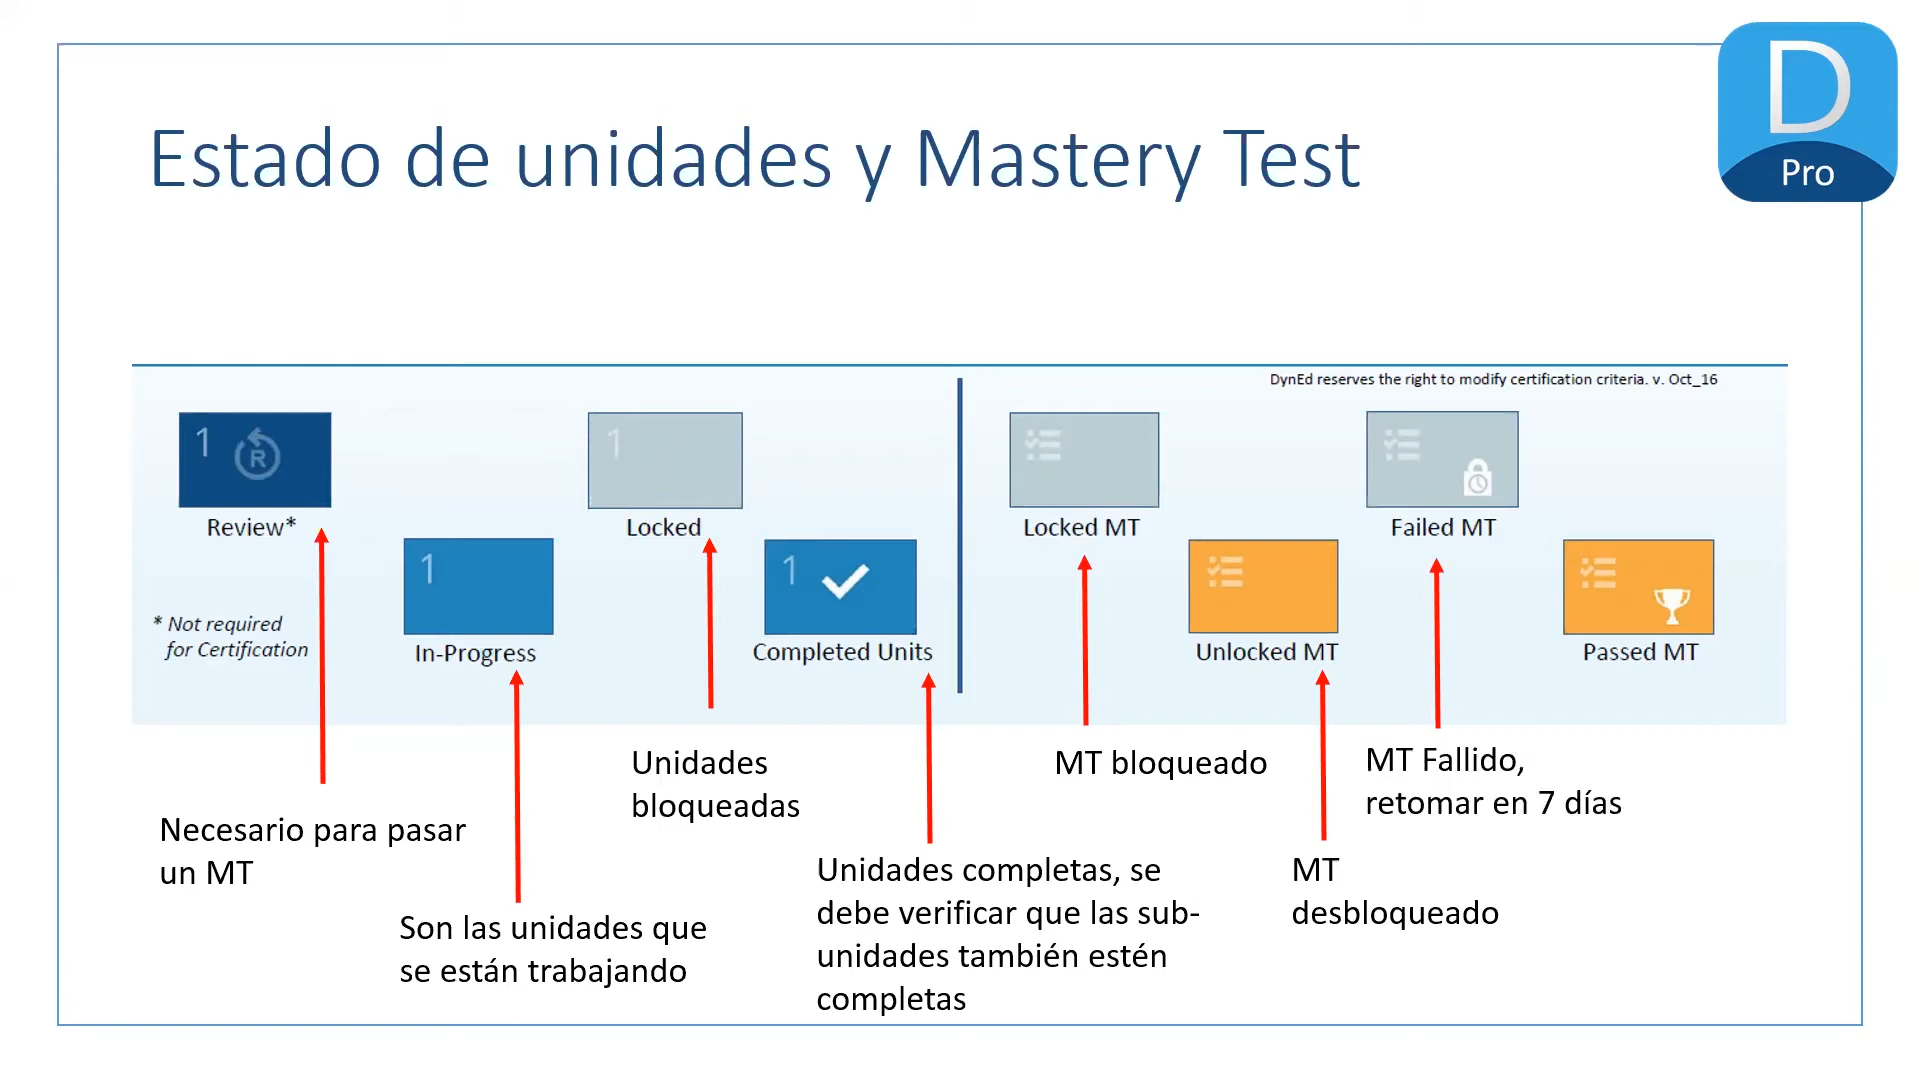 D
Pro
Estado de unidades y Mastery Test
DynEd reserves the right to modify certification criteria. v. Oct_16
1
R
Review*
1
Locked
Locked MT
Failed MT
1
In-Progress
1
Completed Units
Unlocked MT
Passed MT
* Not required
for Certification
Necesario para pasar
un MT
Son las unidades que
se están trabajando
Unidades
bloqueadas
Unidades completas, se
debe verificar que las sub-
unidades también estén
completas
MT bloqueado
MT
desbloqueado
MT Fallido,
retomar en 7 días